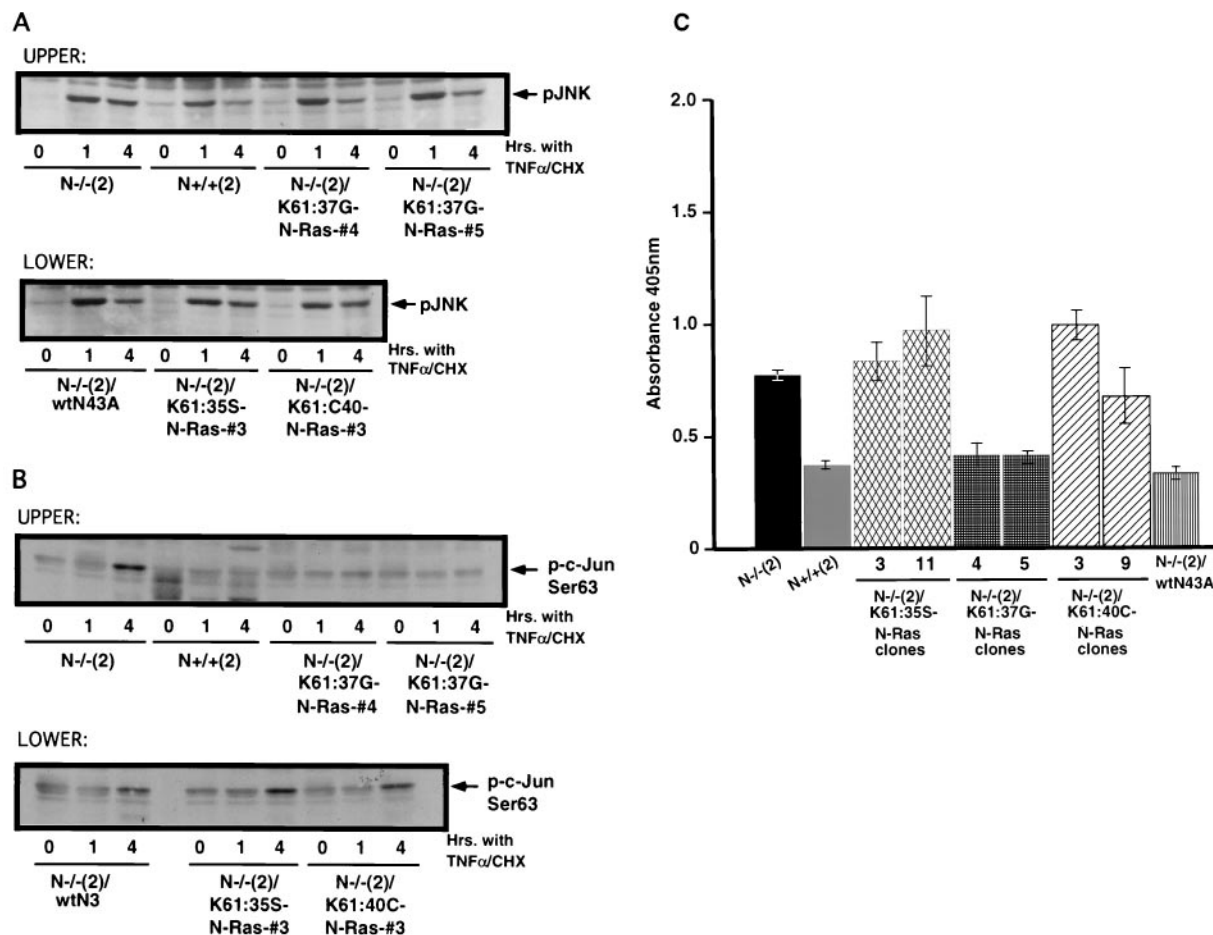 A
UPPER:
pJNK
0 1 4 0 1 4 0 1 4 0 1 4 Hrs. with
TNFα/CHX
N-/-(2) N+/+(2) N-/-(2)/ N-/-(2)/
K61:37G- K61:37G-
N-Ras-#4 N-Ras-#5
LOWER:
pJNK
0 1 4 0 1 4 0 1 4 Hrs. with
TNFα/CHX
N-/-(2)/ N-/-(2)/ N-/-(2)/
wtN43A K61:35S- K61:C40-
N-Ras-#3 N-Ras-#3
B
UPPER:
p-c-Jun
Ser63
0 1 4 0 1 4 0 1 4 0 1 4 Hrs. with
TNFα/CHX
N-/-(2) N+/+(2) N-/-(2)/ N-/-(2)/
K61:37G- K61:37G-
N-Ras-#4 N-Ras-#5
LOWER:
p-c-Jun
Ser63
0 1 4 0 1 4 0 1 4 Hrs. with
TNFα/CHX
N-/-(2)/ N-/-(2)/ N-/-(2)/
wtN3 K61:35S- K61:40C-
N-Ras-#3 N-Ras-#3
C
Absorbance 405nm
2.0
1.5
1.0
0.5
0
N-/-(2) N+/+(2) 3 11 4 5 3 9 N-/-(2)/
wtN43A
N-/-(2)/ N-/-(2)/ N-/-(2)/
K61:35S- K61:37G- K61:40C-
N-Ras N-Ras N-Ras
clones clones clones